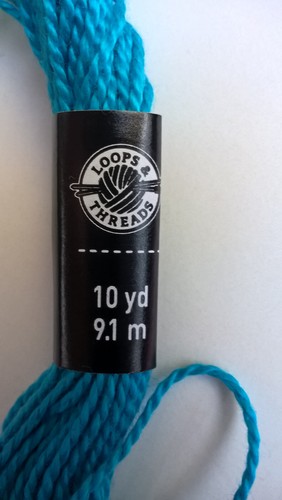 LOOPS &
THREADS
10 yd
9.1 m